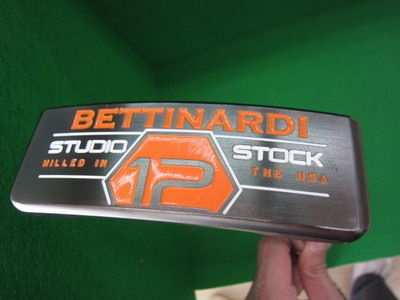 BETTINARDI
STUDIO 12 STOCK
MILLED IN THE USA